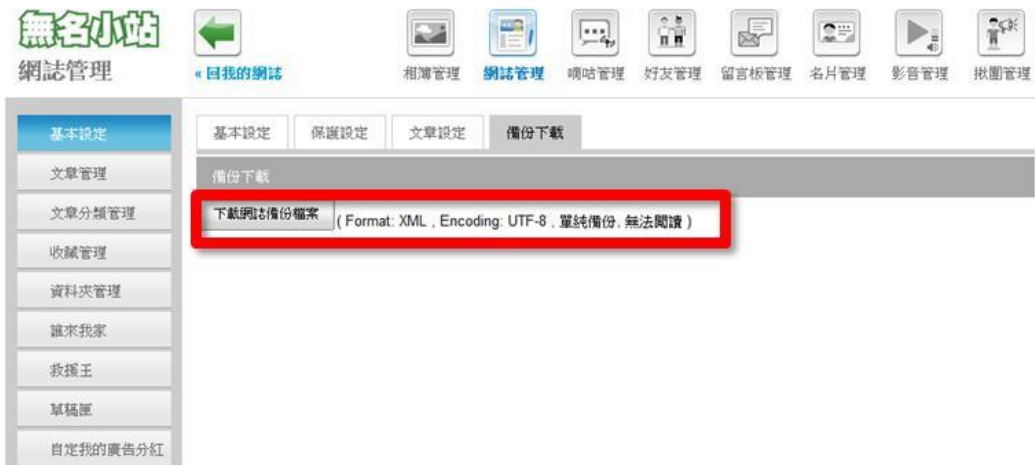 無名小站
網誌管理
« 回我的網誌
相簿管理
網誌管理
嘀咕管理
好友管理
留言板管理
名片管理
影音管理
揪團管理
基本設定
文章管理
文章分類管理
收藏管理
資料夾管理
誰來我家
救援王
草稿匣
自定我的廣告分紅
基本設定
保護設定
文章設定
備份下載
備份下載
下載網誌備份檔案 ( Format: XML , Encoding: UTF-8 , 單純備份, 無法閱讀 )